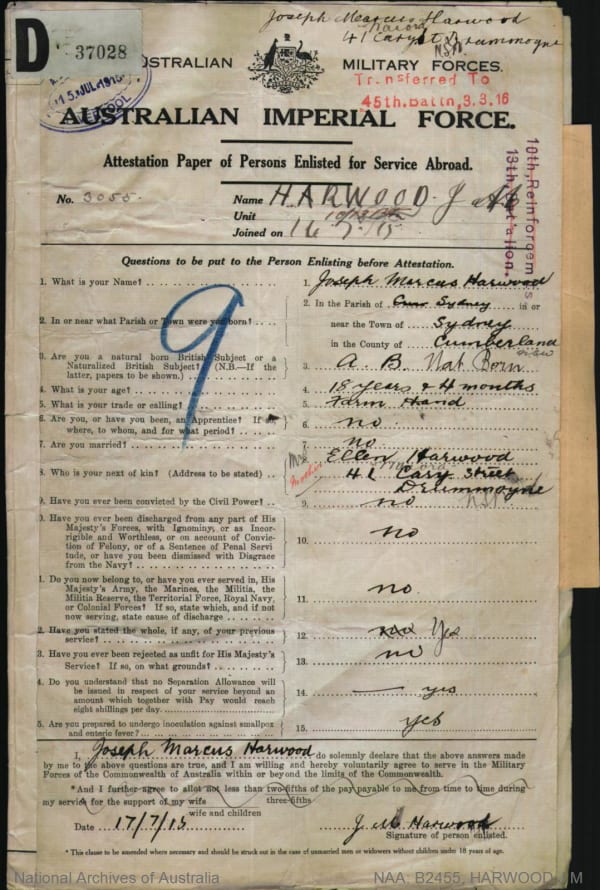 Joseph Marcus Harwood
41 Cary St Drummoyne
N.S.W
D 37028
15 JUL 1915
AUSTRALIAN MILITARY FORCES.
Transferred To
45th.Battn,3.3.16
AUSTRALIAN IMPERIAL FORCE.
Attestation Paper of Persons Enlisted for Service Abroad.
10th.Reinforcements
13th.Battalion.
No. 3055 Name HARWOOD J M
Unit
Joined on 16 7/15
Questions to be put to the Person Enlisting before Attestation.
1. What is your Name? 1. Joseph Marcus Harwood
2. In or near what Parish or Town were you born? 2. In the Parish of Sydney in or
near the Town of Sydney
in the County of Cumberland
3. Are you a natural born British Subject or a
Naturalized British Subject? (N.B.—If the
latter, papers to be shown.) 3. Nat Born
4. What is your age? 4. 18 years & 4 months
5. What is your trade or calling? 5. Farm Hand
6. Are you, or have you been, an Apprentice? If so,
where, to whom, and for what period? 6. no
7. Are you married? 7. no
8. Who is your next of kin? (Address to be stated) 8. Mrs Ellen Harwood
Mother 41 Cary Street
Drummoyne
NSW
9. Have you ever been convicted by the Civil Power? 9. no
0. Have you ever been discharged from any part of His
Majesty's Forces, with Ignominy, or as Incor-
rigible and Worthless, or on account of Convic-
tion of Felony, or of a Sentence of Penal Servi
tude, or have you been dismissed with Disgrace
from the Navy? 10. no
1. Do you now belong to, or have you ever served in, His
Majesty's Army, the Marines, the Militia, the
Militia Reserve, the Territorial Force, Royal Navy,
or Colonial Forces? If so, state which, and if not
now serving, state cause of discharge 11. no
2. Have you stated the whole, if any, of your previous
service? 12. no Yes
3. Have you ever been rejected as unfit for His Majesty's
Service? If so, on what grounds? 13. no
4. Do you understand that no Separation Allowance will
be issued in respect of your service beyond an
amount which together with Pay would reach
eight shillings per day. 14. — yes
5. Are you prepared to undergo inoculation against smallpox
and enteric fever? 15. yes
9
I, Joseph Marcus Harwood do solemnly declare that the above answers made
by me to the above questions are true, and I am willing and hereby voluntarily agree to serve in the Military
Forces of the Commonwealth of Australia within or beyond the limits of the Commonwealth.
*And I further agree to allot not less than two-fifths of the pay payable to me from time to time during
three-fifths
my service for the support of my wife
wife and children
Date 17/7/15 J M Harwood
Signature of person enlisted.
*This clause to be amended where necessary and should be struck out in the case of unmarried men or widowers without children under 18 years of age.
National Archives of Australia NAA: B2455, HARWOOD J M